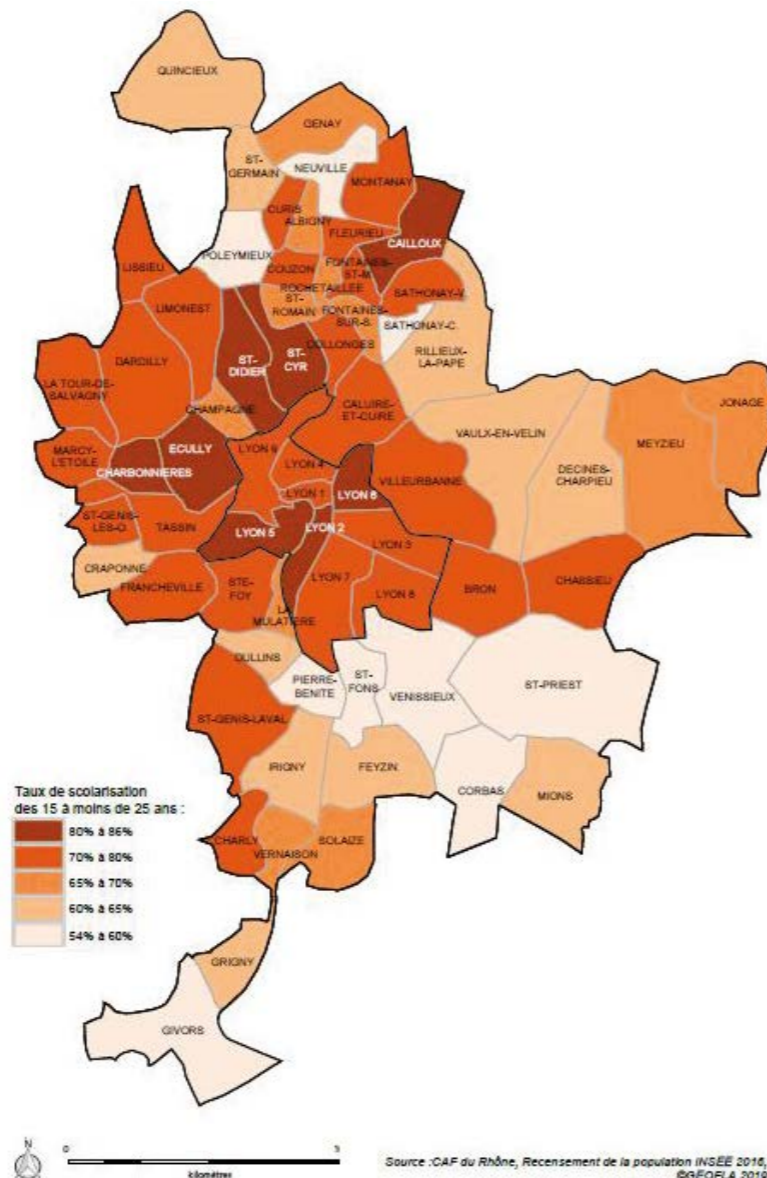 QUINCIEUX
GENAY
ST-
GERMAIN
NEUVILLE
MONTANAY
CURIS
ALBIGNY
FLEURIEU
CAILLOUX
POLEYMIEUX
LISSIEU
COUZON
FONTAINES-
ST-M.
ROCHETAILLEE
SATHONAY-V.
LIMONEST
ST-
ROMAIN
FONTAINES-
SUR-S.
SATHONAY-C.
COLLONGES
RILLIEUX-
LA-PAPE
DARDILLY
ST-
DIDIER
ST-
CYR
LA TOUR-DE-
SALVAGNY
CHAMPAGNE
CALUIRE-
ET-CUIRE
JONAGE
MEYZIEU
VAULX-EN-VELIN
MARCY-
L'ETOILE
ECULLY
CHARBONNIERES
LYON 9
LYON 4
DECINES-
CHARPIEU
VILLEURBANNE
LYON 1
LYON 6
ST-GENIS-
LES-O.
TASSIN
LYON 5
LYON 2
LYON 3
CRAPONNE
FRANCHEVILLE
STE-
FOY
LYON 7
LYON 8
BRON
CHASSIEU
LA
MULATIERE
OULLINS
PIERRE-
BENITE
ST-
FONS
VENISSIEUX
ST-PRIEST
ST-GENIS-LAVAL
IRIGNY
FEYZIN
CORBAS
MIONS
CHARLY
VERNAISON
SOLAIZE
GRIGNY
GIVORS
Taux de scolarisation
des 15 à moins de 25 ans :
80% à 86%
70% à 80%
65% à 70%
60% à 65%
54% à 60%
N
0
5
kilomètres
Source :CAF du Rhône, Recensement de la population INSEE 2016,
©GEOELA 2019